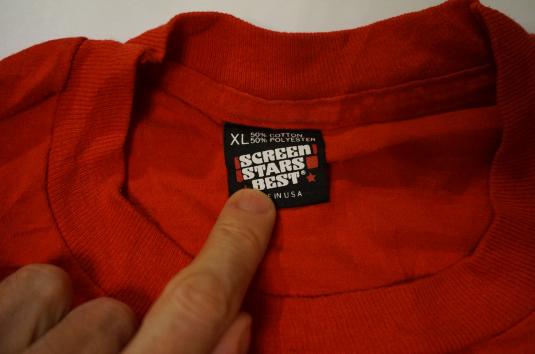 XL 50% COTTON
50% POLYESTER
SCREEN
STARS
BEST®
E IN USA